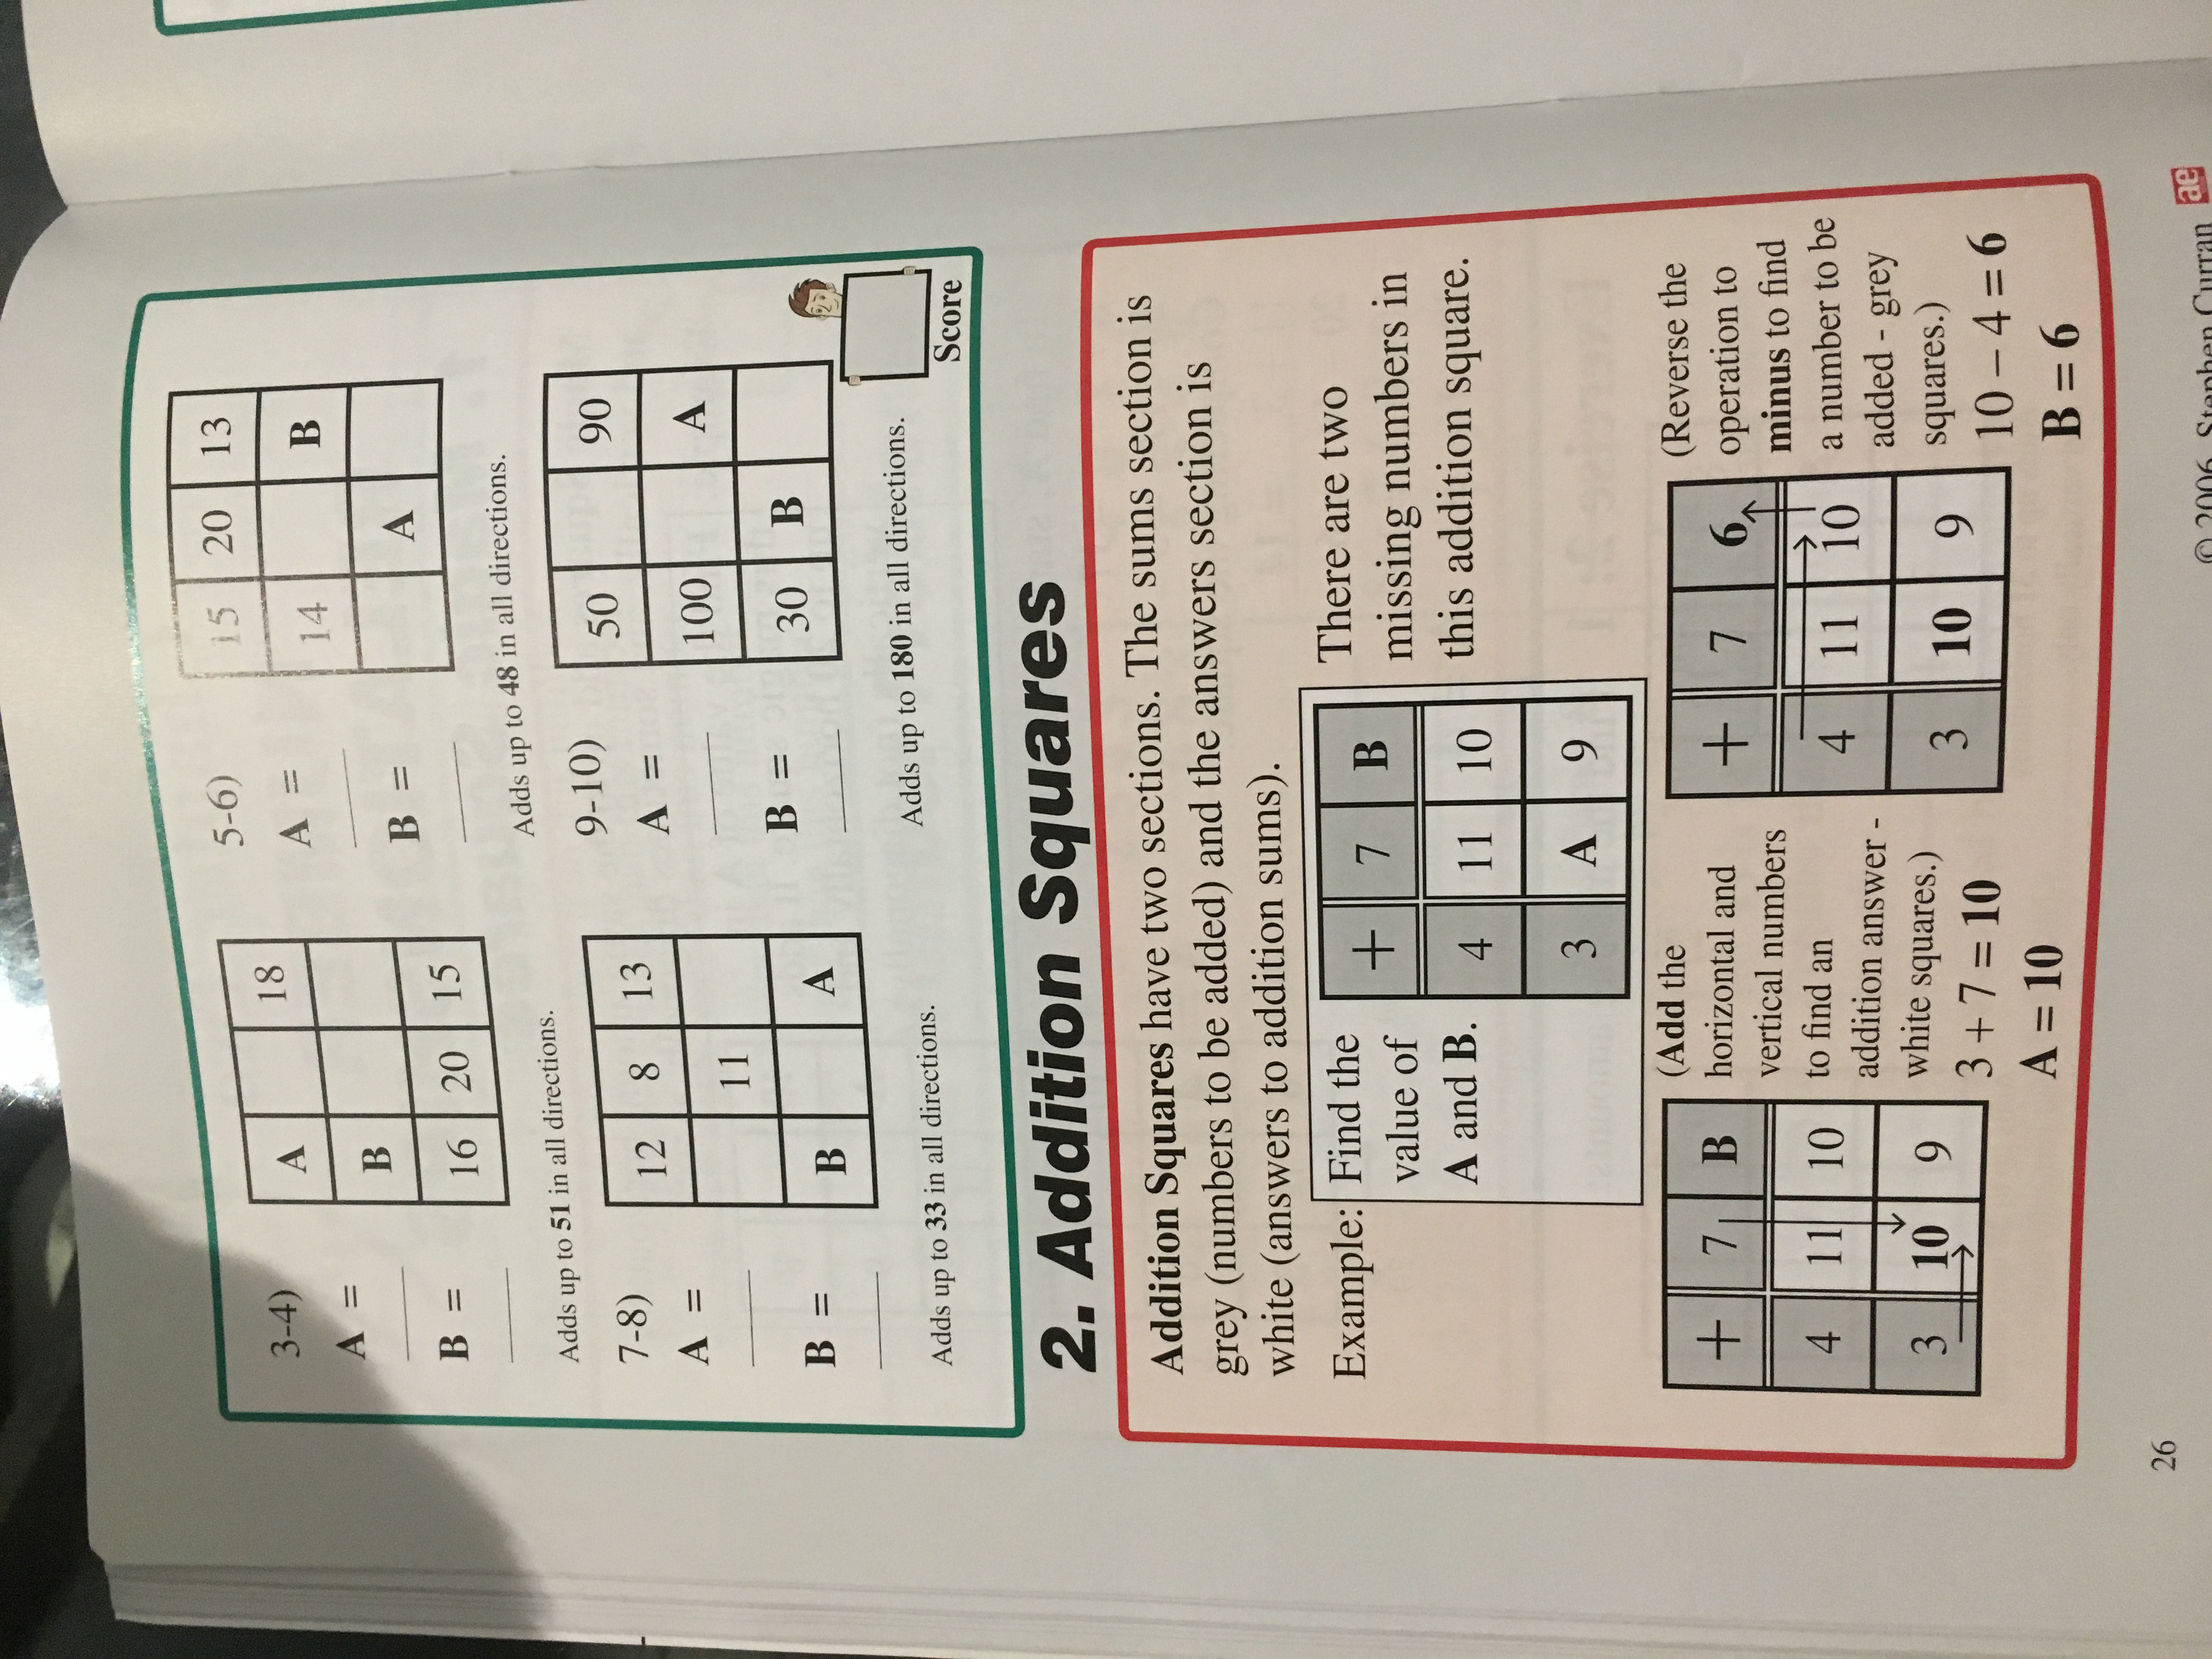 3-4)
A =
B =
A 18
B
16 20 15
Adds up to 51 in all directions.
5-6)
A =
B =
15 20 13
14 B
A
Adds up to 48 in all directions.
7-8)
A =
B =
12 8 13
11
B A
Adds up to 33 in all directions.
9-10)
A =
B =
50 90
100 A
30 B
Adds up to 180 in all directions.
Score
2. Addition Squares
Addition Squares have two sections. The sums section is
grey (numbers to be added) and the answers section is
white (answers to addition sums).
Example:
Find the
value of
A and B.
+ 7 B
4 11 10
3 A 9
There are two
missing numbers in
this addition square.
+ 7 B
4 11 10
3 10 9
(Add the
horizontal and
vertical numbers
to find an
addition answer -
white squares.)
3 + 7 = 10
A = 10
+ 7 6
4 11 10
3 10 9
(Reverse the
operation to
minus to find
a number to be
added - grey
squares.)
10 – 4 = 6
B = 6
26
© 2006 Stephen Curran
ae